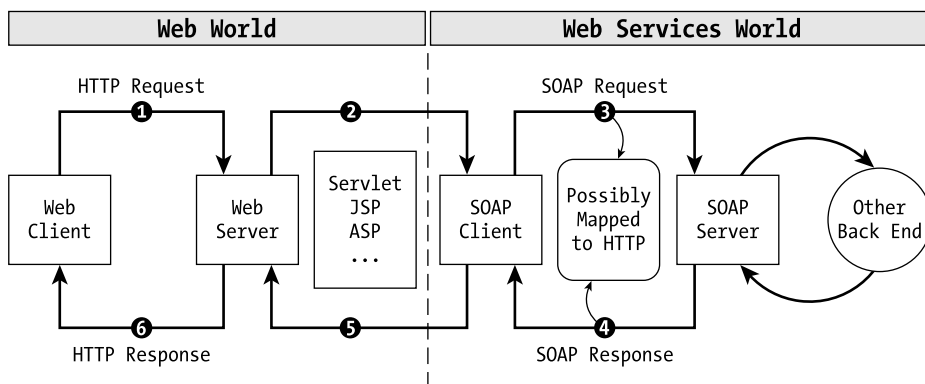 Web World
Web Services World
HTTP Request
SOAP Request
1
2
3
Servlet
JSP
ASP
...
Web
Client
Web
Server
SOAP
Client
Possibly
Mapped
to HTTP
SOAP
Server
Other
Back End
6
5
4
HTTP Response
SOAP Response